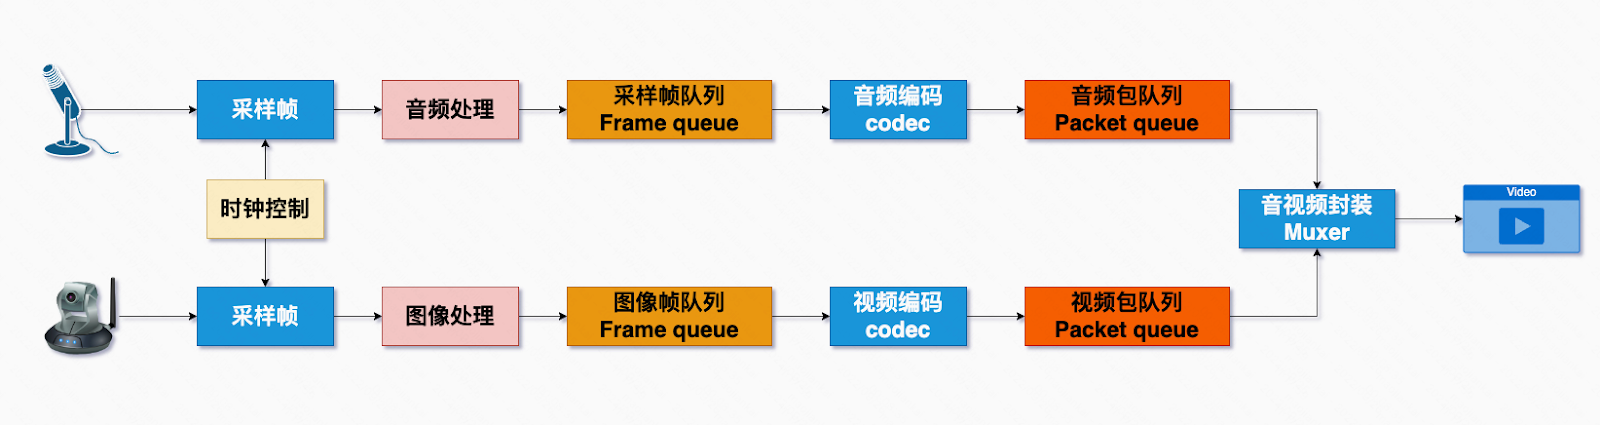 采样帧
音频处理
采样帧队列
Frame queue
音频编码
codec
音频包队列
Packet queue
时钟控制
音视频封装
Muxer
Video
采样帧
图像处理
图像帧队列
Frame queue
视频编码
codec
视频包队列
Packet queue